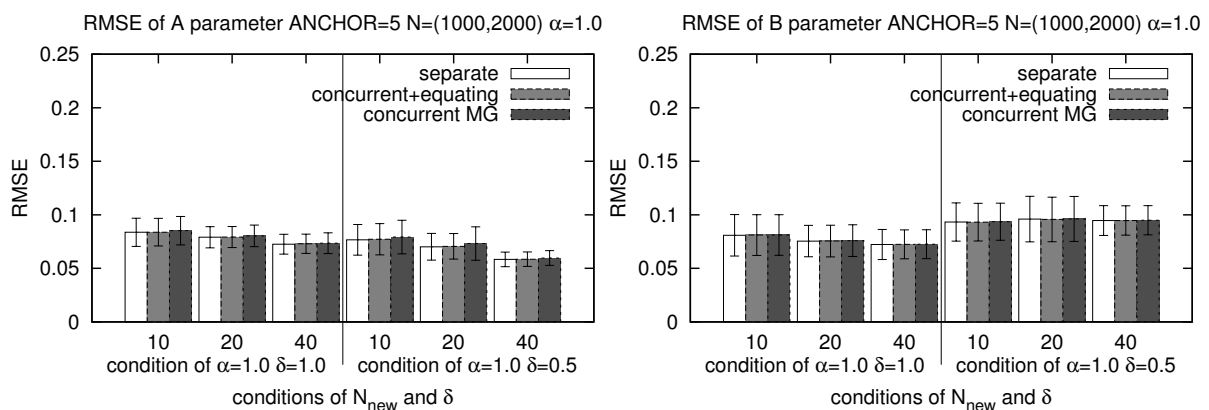 RMSE of A parameter ANCHOR=5 N=(1000,2000) α=1.0
0.25
0.2
0.15
0.1
0.05
0
RMSE
separate
concurrent+equating
concurrent MG
10 20 40 10 20 40
condition of α=1.0 δ=1.0 condition of α=1.0 δ=0.5
conditions of Nnew and δ
RMSE of B parameter ANCHOR=5 N=(1000,2000) α=1.0
0.25
0.2
0.15
0.1
0.05
0
RMSE
separate
concurrent+equating
concurrent MG
10 20 40 10 20 40
condition of α=1.0 δ=1.0 condition of α=1.0 δ=0.5
conditions of Nnew and δ